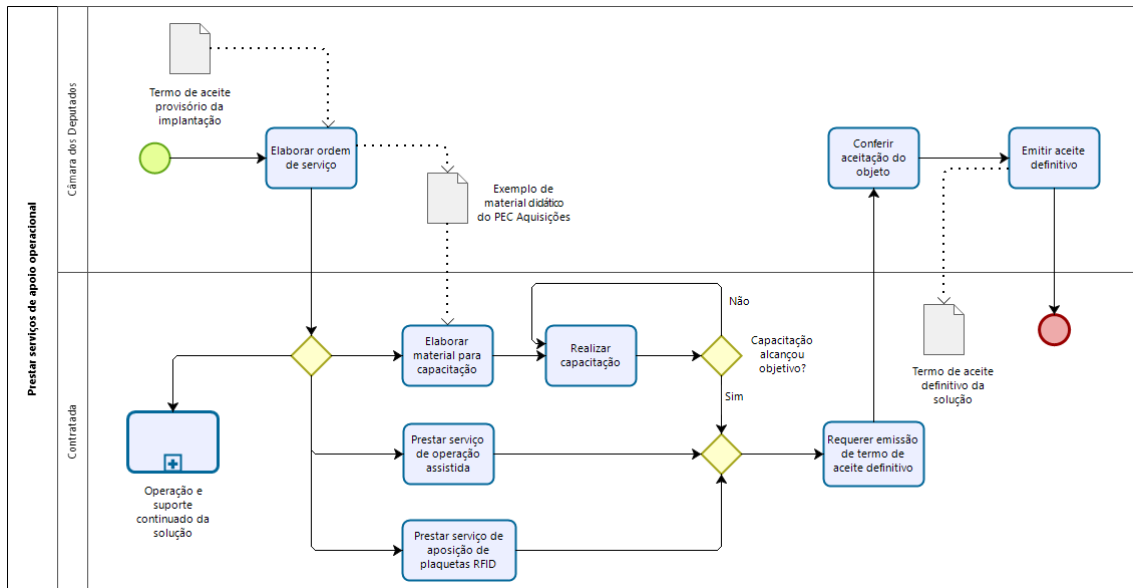 Prestar serviços de apoio operacional
Câmara dos Deputados
Termo de aceite
provisório da
implantação
Elaborar ordem
de serviço
Exemplo de
material didático
do PEC Aquisições
Conferir
aceitação do
objeto
Emitir aceite
definitivo
Contratada
Não
Elaborar
material para
capacitação
Realizar
capacitação
Capacitação
alcançou
objetivo?
Termo de aceite
definitivo da
solução
Sim
Operação e
suporte
continuado da
solução
Prestar serviço
de operação
assistida
Requerer emissão
de termo de
aceite definitivo
Prestar serviço de
aposição de
plaquetas RFID